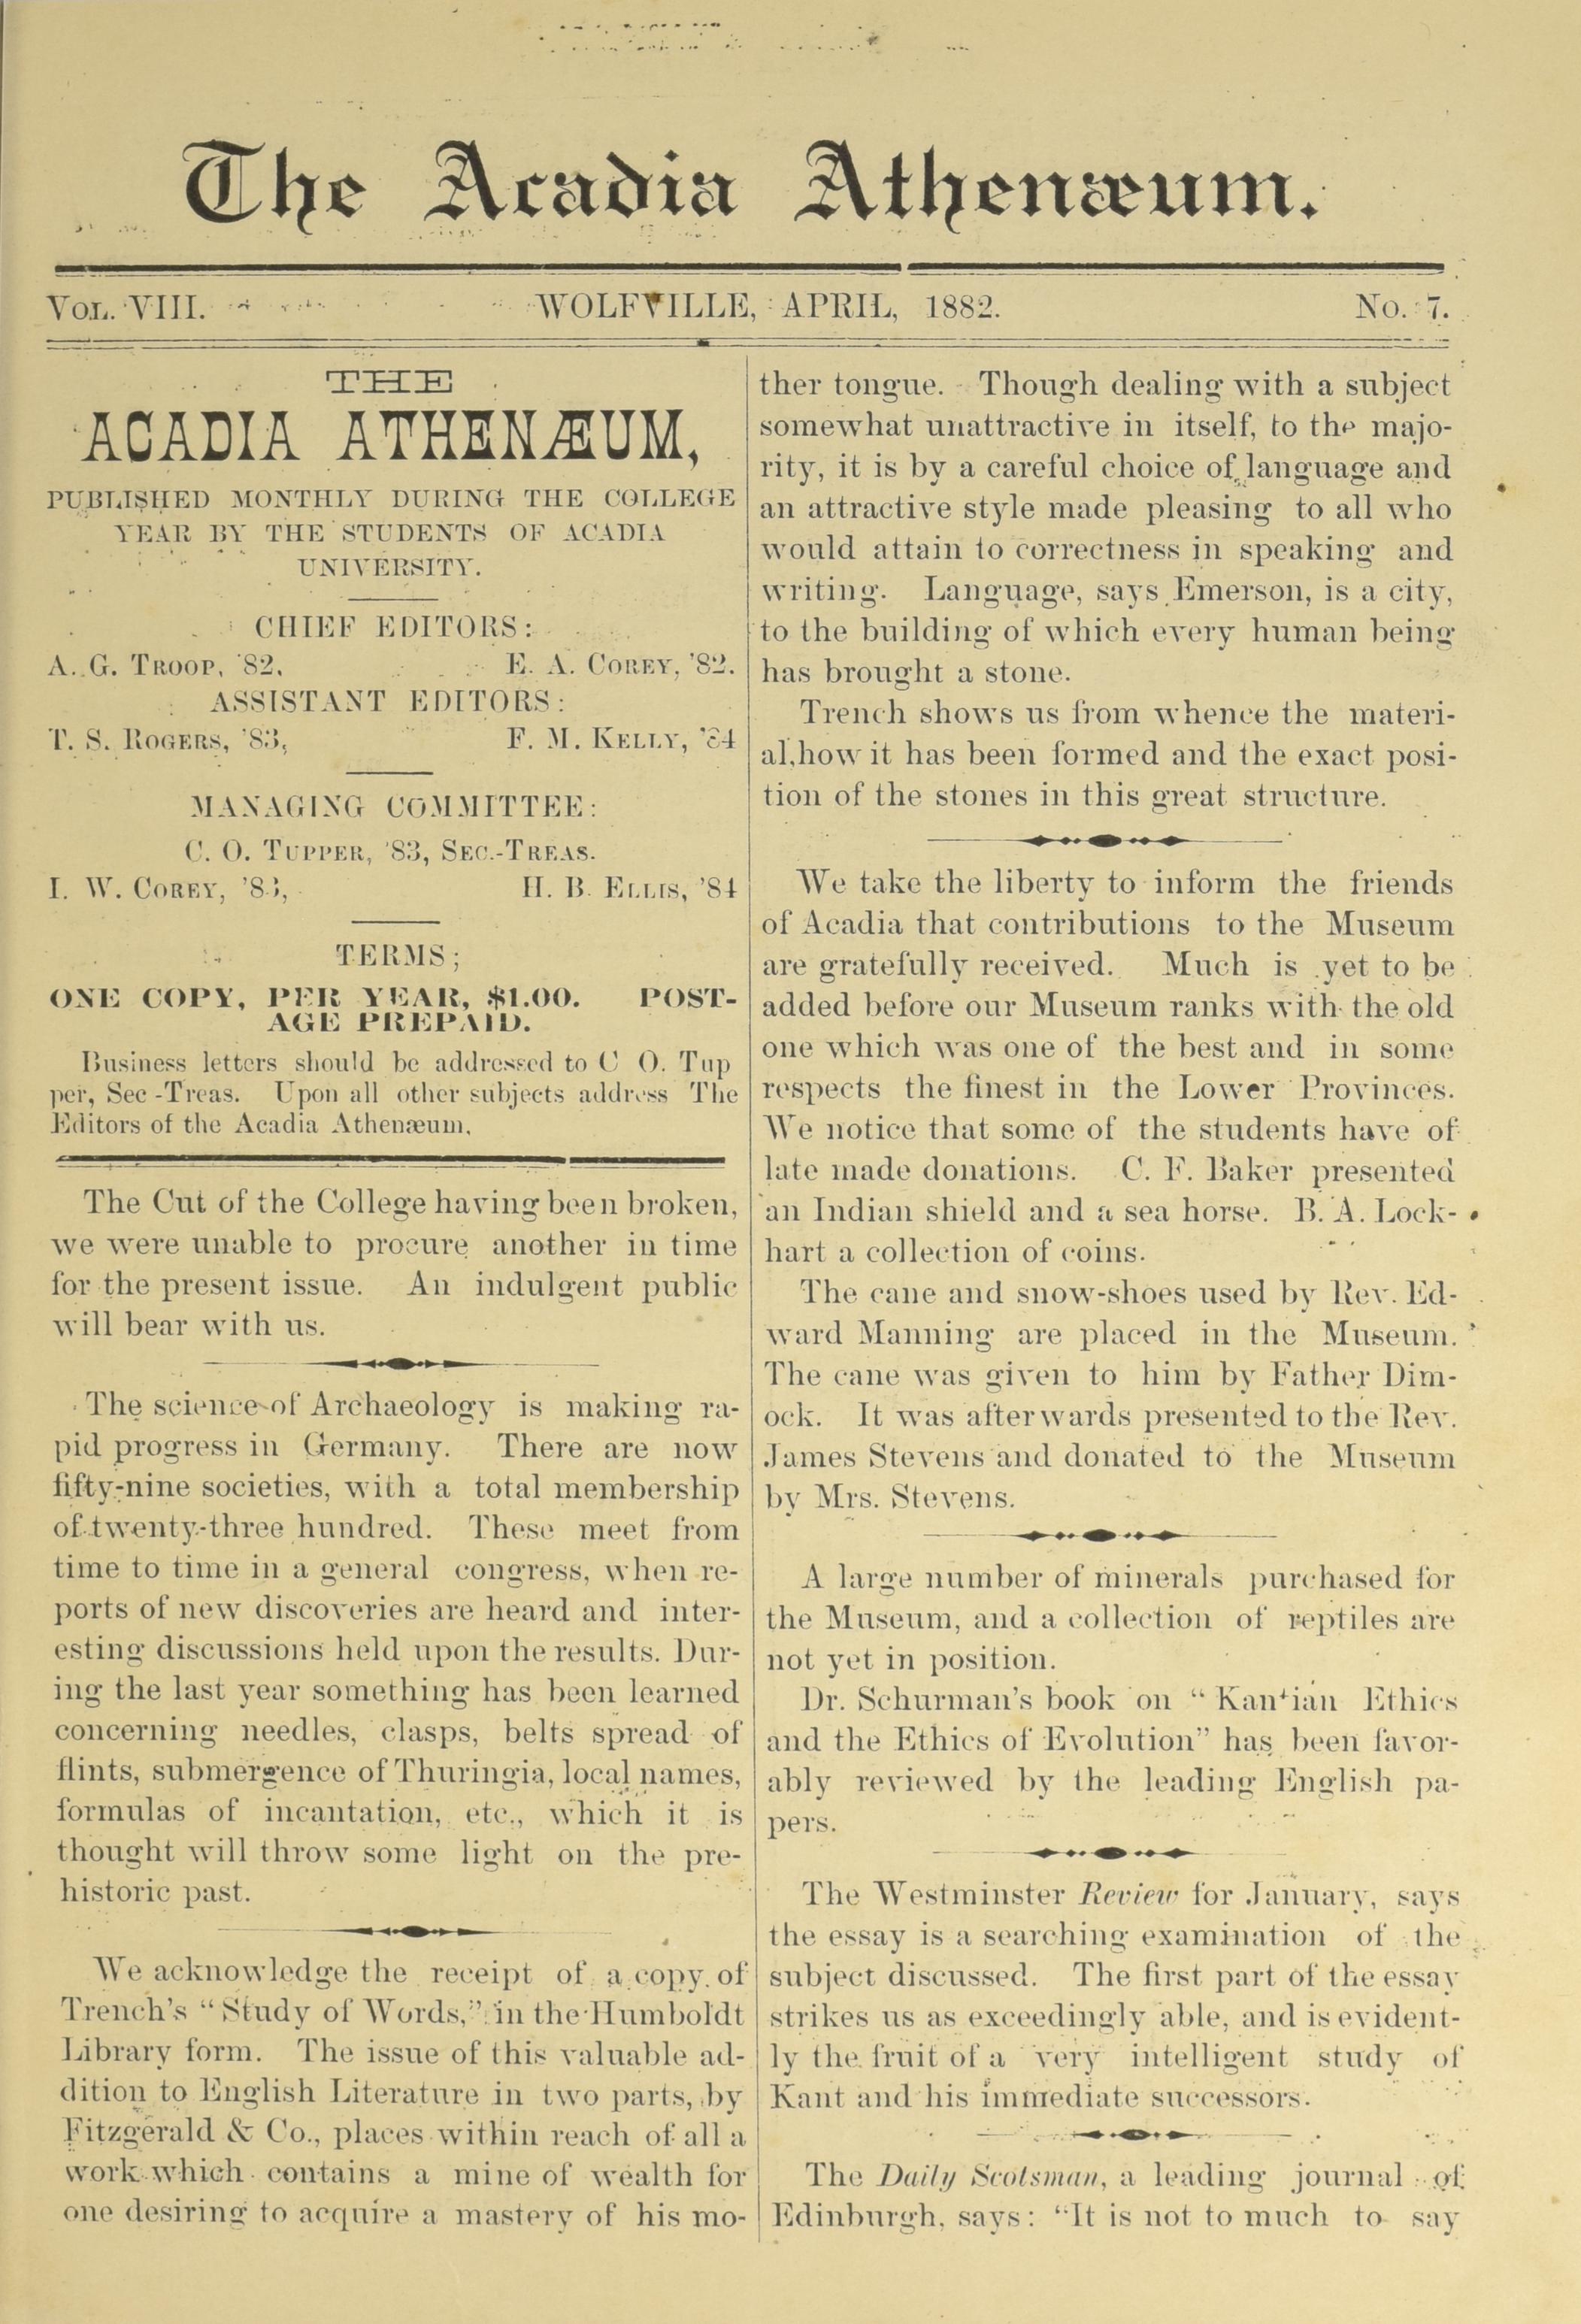 The Acadia Athenæum.
VOL. VIII. WOLFVILLE, APRIL, 1882. No. 7.
THE
ACADIA ATHENÆUM,
PUBLISHED MONTHLY DURING THE COLLEGE
YEAR BY THE STUDENTS OF ACADIA
UNIVERSITY.
CHIEF EDITORS:
A. G. TROOP, '82. E. A. COREY, '82.
ASSISTANT EDITORS:
T. S. ROGERS, '83, F. M. KELLY, '84
MANAGING COMMITTEE:
C. O. TUPPER, '83, SEC.-TREAS.
I. W. COREY, '83, H. B. ELLIS, '84
TERMS;
ONE COPY, PER YEAR, $1.00. POST-
AGE PREPAID.
Business letters should be addressed to C O. Tup
per, Sec -Treas. Upon all other subjects address The
Editors of the Acadia Athenæum.
The Cut of the College having been broken,
we were unable to procure another in time
for the present issue. An indulgent public
will bear with us.
The science of Archaeology is making ra-
pid progress in Germany. There are now
fifty-nine societies, with a total membership
of twenty-three hundred. These meet from
time to time in a general congress, when re-
ports of new discoveries are heard and inter-
esting discussions held upon the results. Dur-
ing the last year something has been learned
concerning needles, clasps, belts spread of
flints, submergence of Thuringia, local names,
formulas of incantation, etc., which it is
thought will throw some light on the pre-
historic past.
We acknowledge the receipt of a copy of
Trench's "Study of Words," in the Humboldt
Library form. The issue of this valuable ad-
dition to English Literature in two parts, by
Fitzgerald & Co., places within reach of all a
work which contains a mine of wealth for
one desiring to acquire a mastery of his mo-
ther tongue. Though dealing with a subject
somewhat unattractive in itself, to the majo-
rity, it is by a careful choice of language and
an attractive style made pleasing to all who
would attain to correctness in speaking and
writing. Language, says Emerson, is a city,
to the building of which every human being
has brought a stone.
Trench shows us from whence the materi-
al, how it has been formed and the exact posi-
tion of the stones in this great structure.
We take the liberty to inform the friends
of Acadia that contributions to the Museum
are gratefully received. Much is yet to be
added before our Museum ranks with the old
one which was one of the best and in some
respects the finest in the Lower Provinces.
We notice that some of the students have of
late made donations. C. F. Baker presented
an Indian shield and a sea horse. B. A. Lock-
hart a collection of coins.
The cane and snow-shoes used by Rev. Ed-
ward Manning are placed in the Museum.
The cane was given to him by Father Dim-
ock. It was afterwards presented to the Rev.
James Stevens and donated to the Museum
by Mrs. Stevens.
A large number of minerals purchased for
the Museum, and a collection of reptiles are
not yet in position.
Dr. Schurman's book on "Kantian Ethics
and the Ethics of Evolution" has been favor-
ably reviewed by the leading English pa-
pers.
The Westminster Review for January, says
the essay is a searching examination of the
subject discussed. The first part of the essay
strikes us as exceedingly able, and is evident-
ly the fruit of a very intelligent study of
Kant and his immediate successors.
The Daily Scotsman, a leading journal of
Edinburgh, says: "It is not to much to say